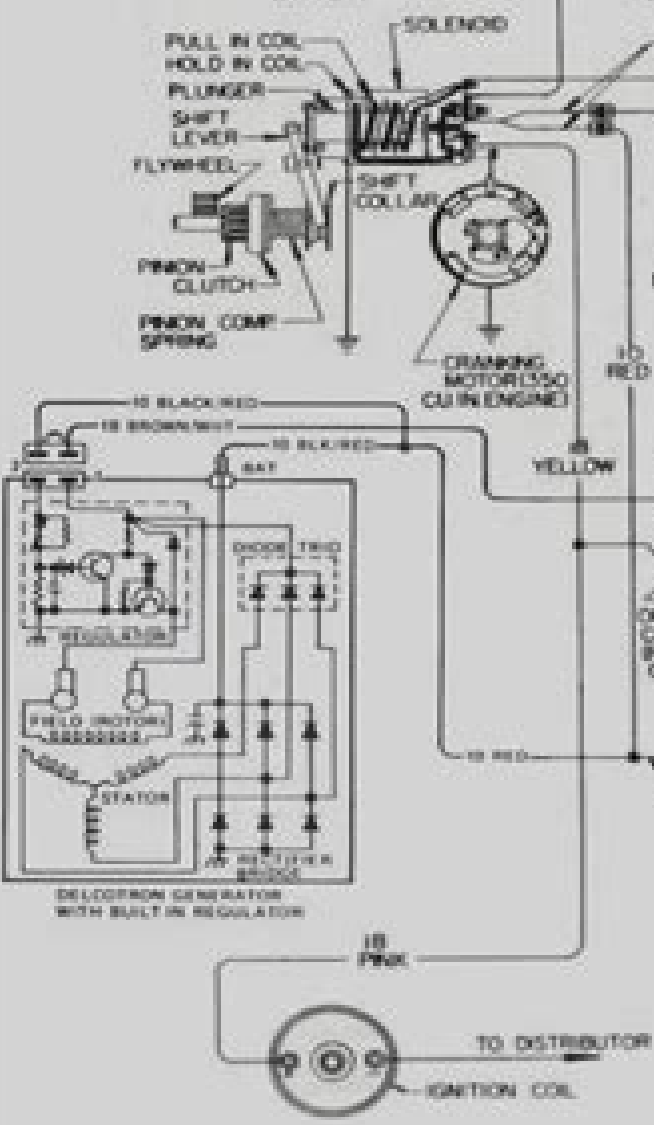 SOLENOID
PULL IN COIL
HOLD IN COIL
PLUNGER
SHIFT
LEVER
FLYWHEEL
SHIFT
COLLAR
PINION
CLUTCH
PINION COMP.
SPRING
CRANKING
MOTOR (350
CU IN ENGINE)
10
RED
10 BLACK/RED
18 BROWN/WHT
10 BLK/RED
BAT
18
YELLOW
DIODE TRIO
REGULATOR
FIELD (ROTOR)
STATOR
10 RED
RECTIFIER
BRIDGE
DELCOTRON GENERATOR
WITH BUILT IN REGULATOR
18
PINK
TO DISTRIBUTOR
IGNITION COIL